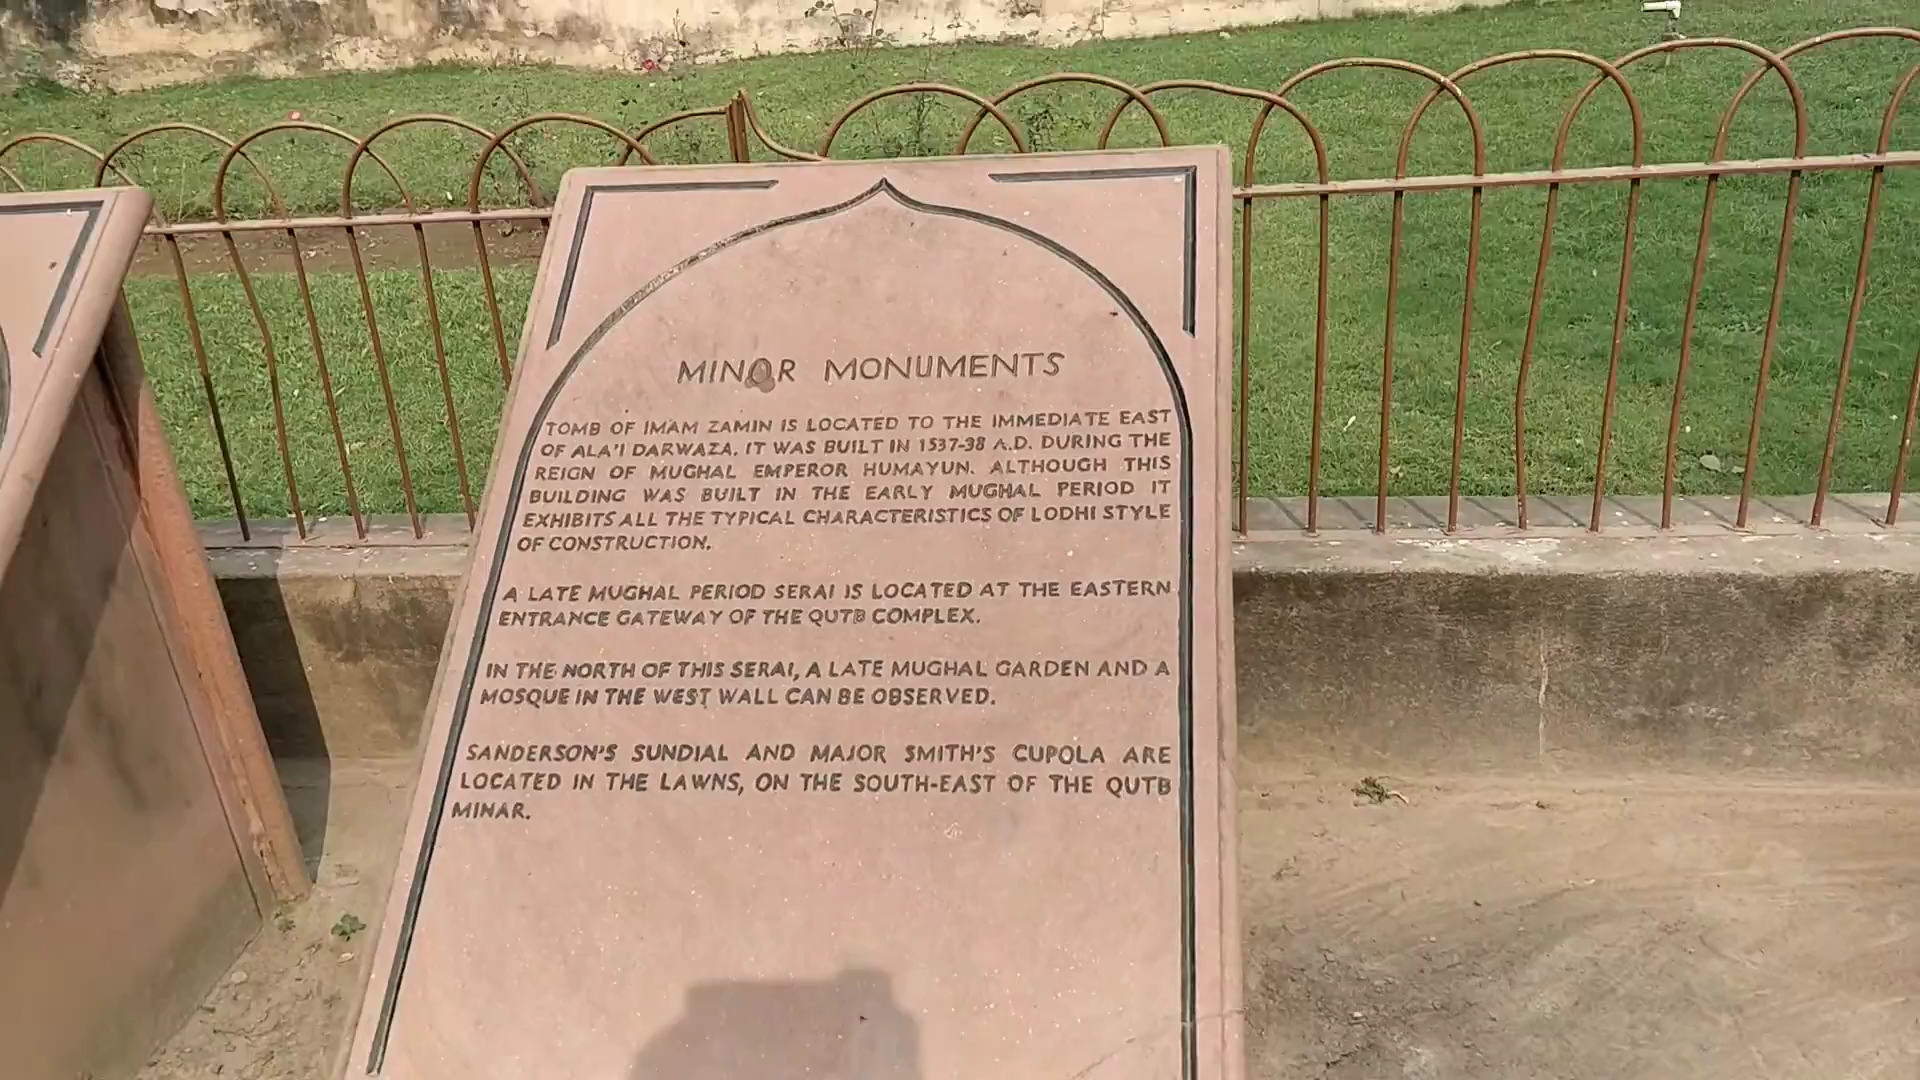 MINOR MONUMENTS
TOMB OF IMAM ZAMIN IS LOCATED TO THE IMMEDIATE EAST
OF ALA'I DARWAZA. IT WAS BUILT IN 1537-38 A.D. DURING THE
REIGN OF MUGHAL EMPEROR HUMAYUN. ALTHOUGH THIS
BUILDING WAS BUILT IN THE EARLY MUGHAL PERIOD IT
EXHIBITS ALL THE TYPICAL CHARACTERISTICS OF LODHI STYLE
OF CONSTRUCTION.
A LATE MUGHAL PERIOD SERAI IS LOCATED AT THE EASTERN
ENTRANCE GATEWAY OF THE QUTB COMPLEX.
IN THE NORTH OF THIS SERAI, A LATE MUGHAL GARDEN AND A
MOSQUE IN THE WEST WALL CAN BE OBSERVED.
SANDERSON'S SUNDIAL AND MAJOR SMITH'S CUPOLA ARE
LOCATED IN THE LAWNS, ON THE SOUTH-EAST OF THE QUTB
MINAR.